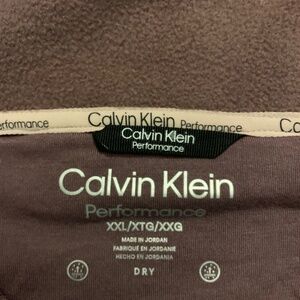 Performance
Calvin Klein Performance
Calvin Klein
Performance
Calvin Klein
Performance
XXL/XTG/XXG
MADE IN JORDAN
FABRIQUÉ EN JORDANIE
HECHO EN JORDANIA
DRY